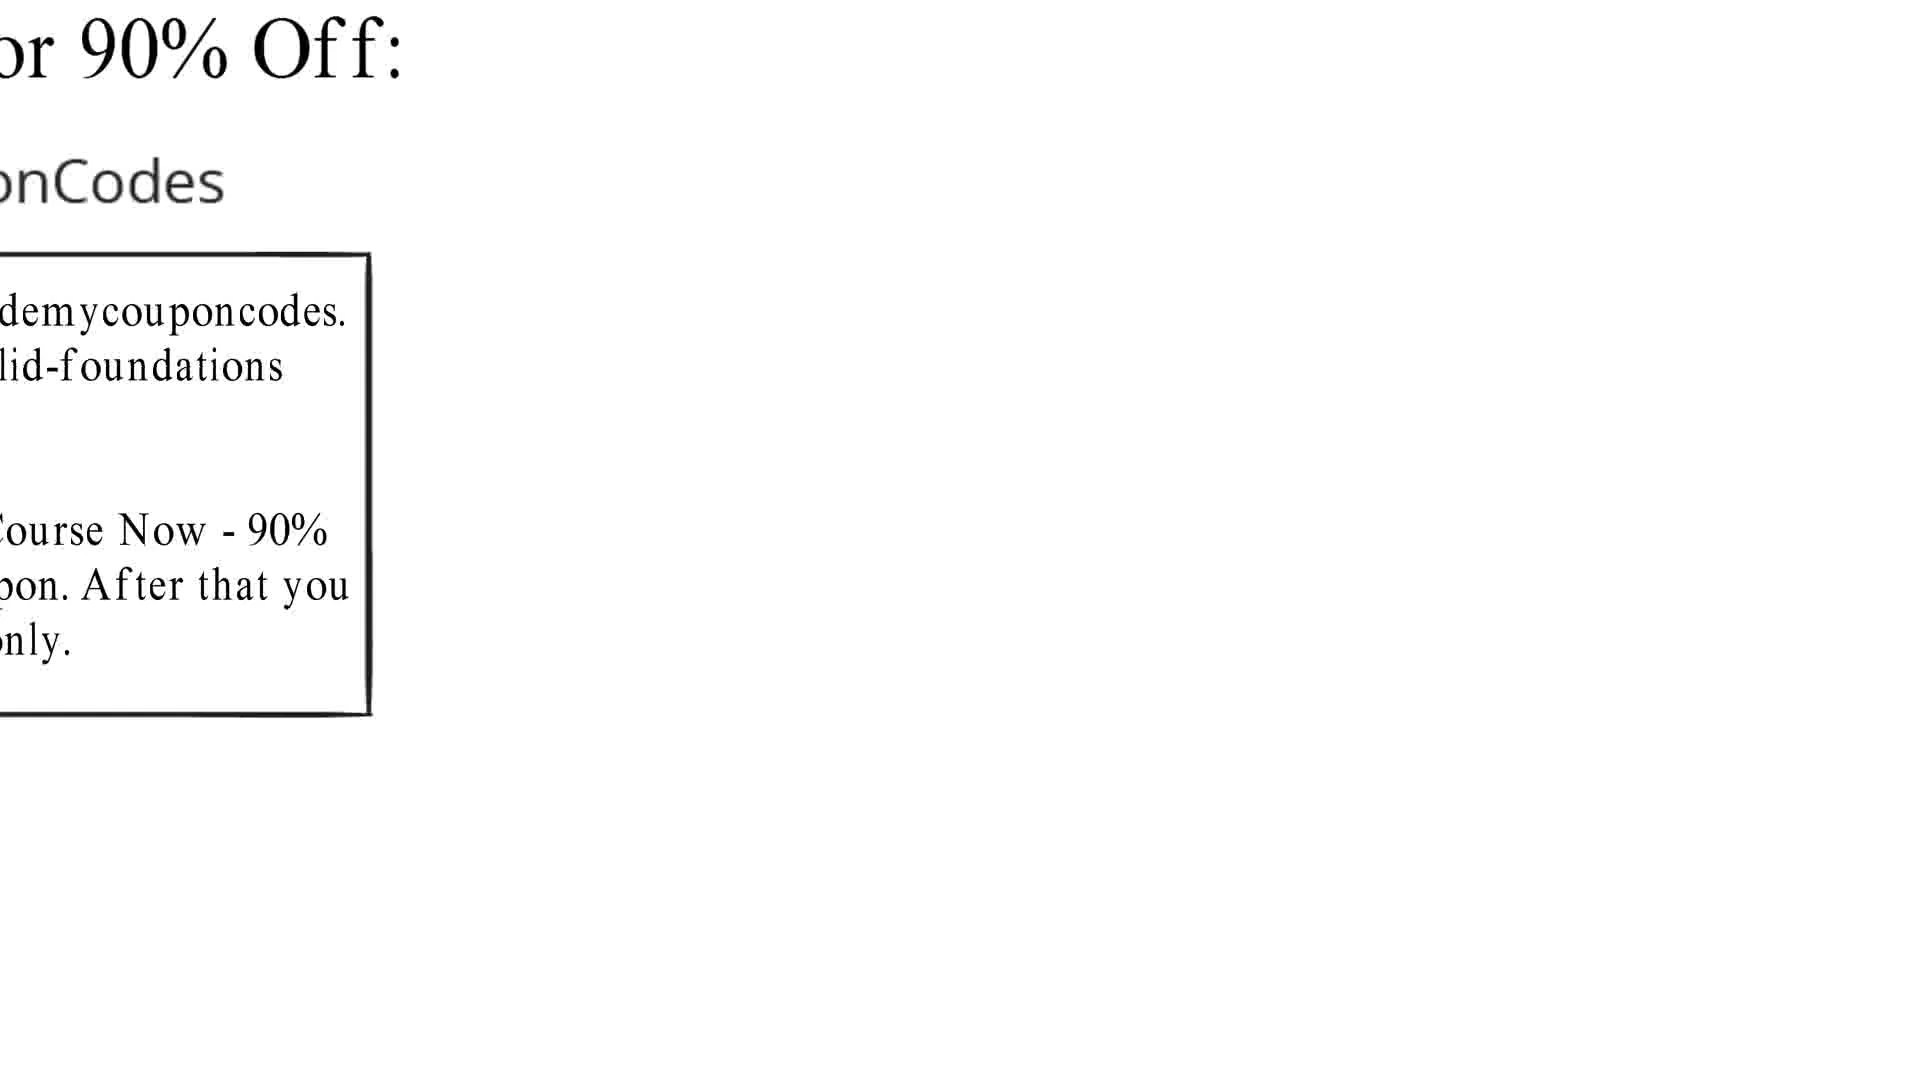 or 90% Off:
onCodes
demycouponcodes.
lid-foundations
Course Now - 90%
pon. After that you
only.